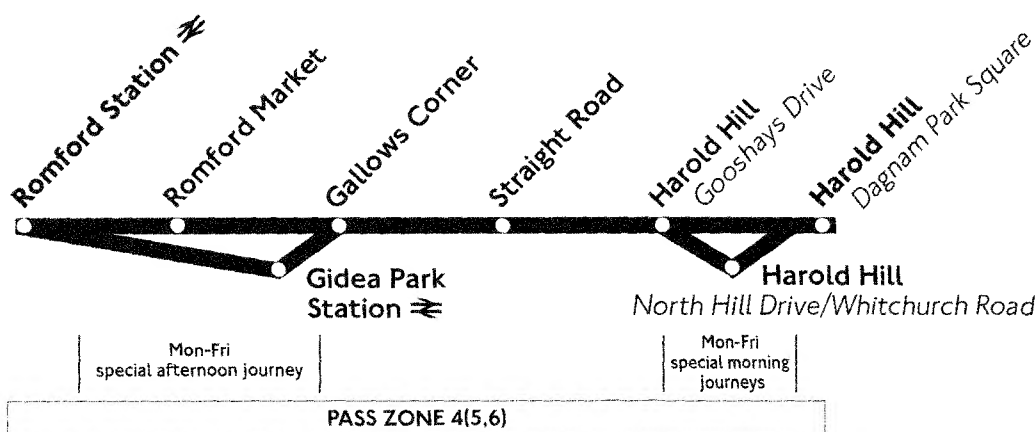 Romford Station
Romford Market
Gallows Corner
Straight Road
Harold Hill
Gooshays Drive
Harold Hill
Dagnam Park Square
Gidea Park
Station
Harold Hill
North Hill Drive/Whitchurch Road
Mon-Fri
special afternoon journey
Mon-Fri
special morning
journeys
PASS ZONE 4(5,6)